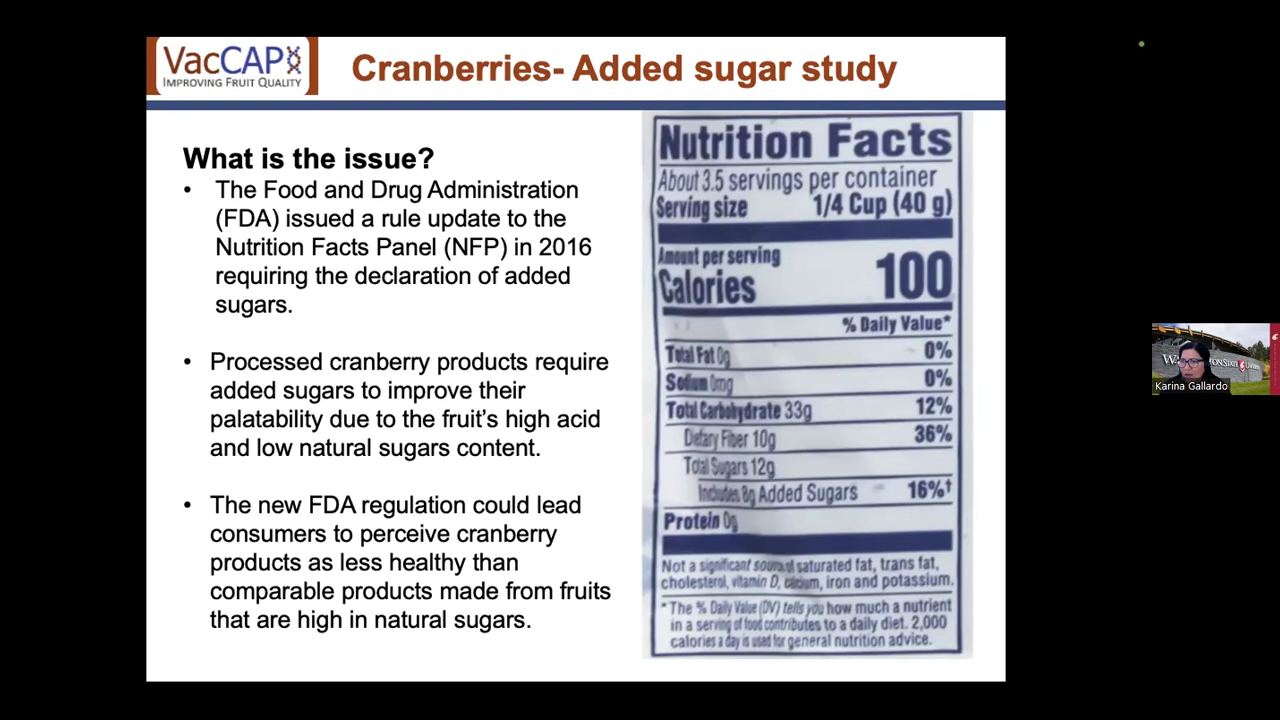 VacCAP
IMPROVING FRUIT QUALITY
Cranberries- Added sugar study
What is the issue?
• The Food and Drug Administration
(FDA) issued a rule update to the
Nutrition Facts Panel (NFP) in 2016
requiring the declaration of added
sugars.
• Processed cranberry products require
added sugars to improve their
palatability due to the fruit's high acid
and low natural sugars content.
• The new FDA regulation could lead
consumers to perceive cranberry
products as less healthy than
comparable products made from fruits
that are high in natural sugars.
Nutrition Facts
About 3.5 servings per container
Serving size 1/4 Cup (40 g)
Amount per serving
Calories 100
% Daily Value*
Total Fat 0g 0%
Sodium 0mg 0%
Total Carbohydrate 33g 12%
Dietary Fiber 10g 36%
Total Sugars 12g
Includes 8g Added Sugars 16%†
Protein 0g
Not a significant source of saturated fat, trans fat,
cholesterol, vitamin D, calcium, iron and potassium.
*The % Daily Value (DV) tells you how much a nutrient
in a serving of food contributes to a daily diet. 2,000
calories a day is used for general nutrition advice.
Karina Gallardo